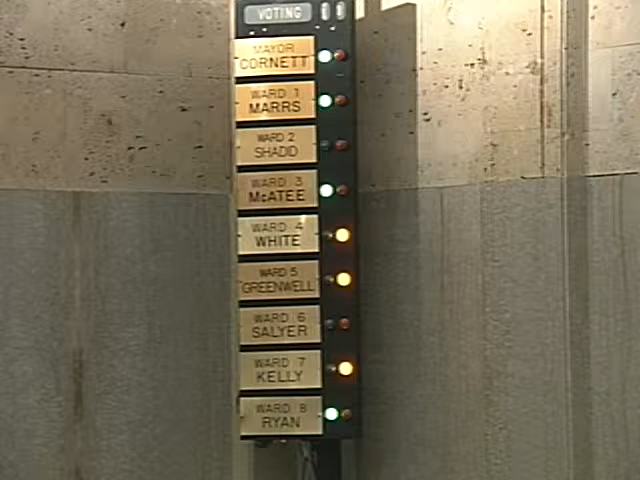 VOTING
MAYOR
CORNETT
WARD 1
MARRS
WARD 2
SHADID
WARD 3
McATEE
WARD 4
WHITE
WARD 5
GREENWELL
WARD 6
SALYER
WARD 7
KELLY
WARD 8
RYAN